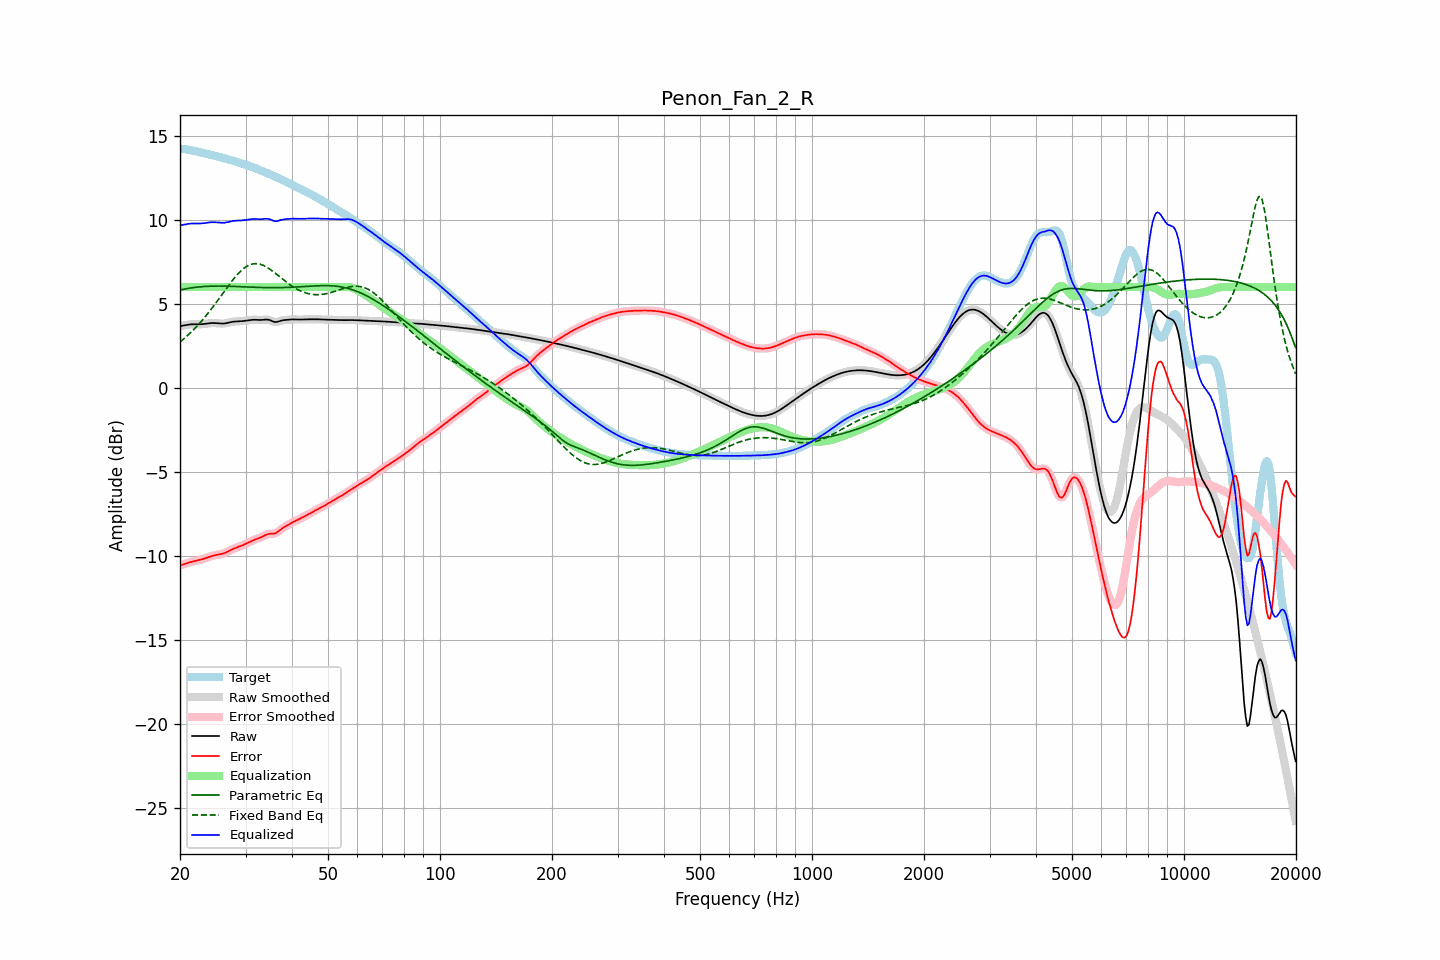 Penon_Fan_2_R
Amplitude (dBr)
15
10
5
0
−5
−10
−15
−20
−25
Target
Raw Smoothed
Error Smoothed
Raw
Error
Equalization
Parametric Eq
Fixed Band Eq
Equalized
20 50 100 200 500 1000 2000 5000 10000 20000
Frequency (Hz)